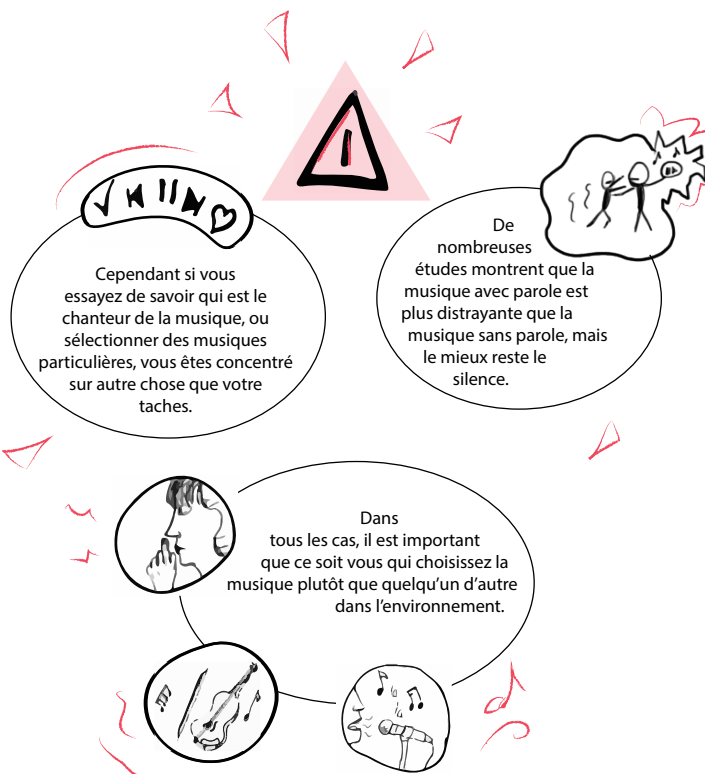 Cependant si vous
essayez de savoir qui est le
chanteur de la musique, ou
sélectionner des musiques
particulières, vous êtes concentré
sur autre chose que votre
taches.
De
nombreuses
études montrent que la
musique avec parole est
plus distrayante que la
musique sans parole, mais
le mieux reste le
silence.
Dans
tous les cas, il est important
que ce soit vous qui choisissez la
musique plutôt que quelqu’un d’autre
dans l’environnement.